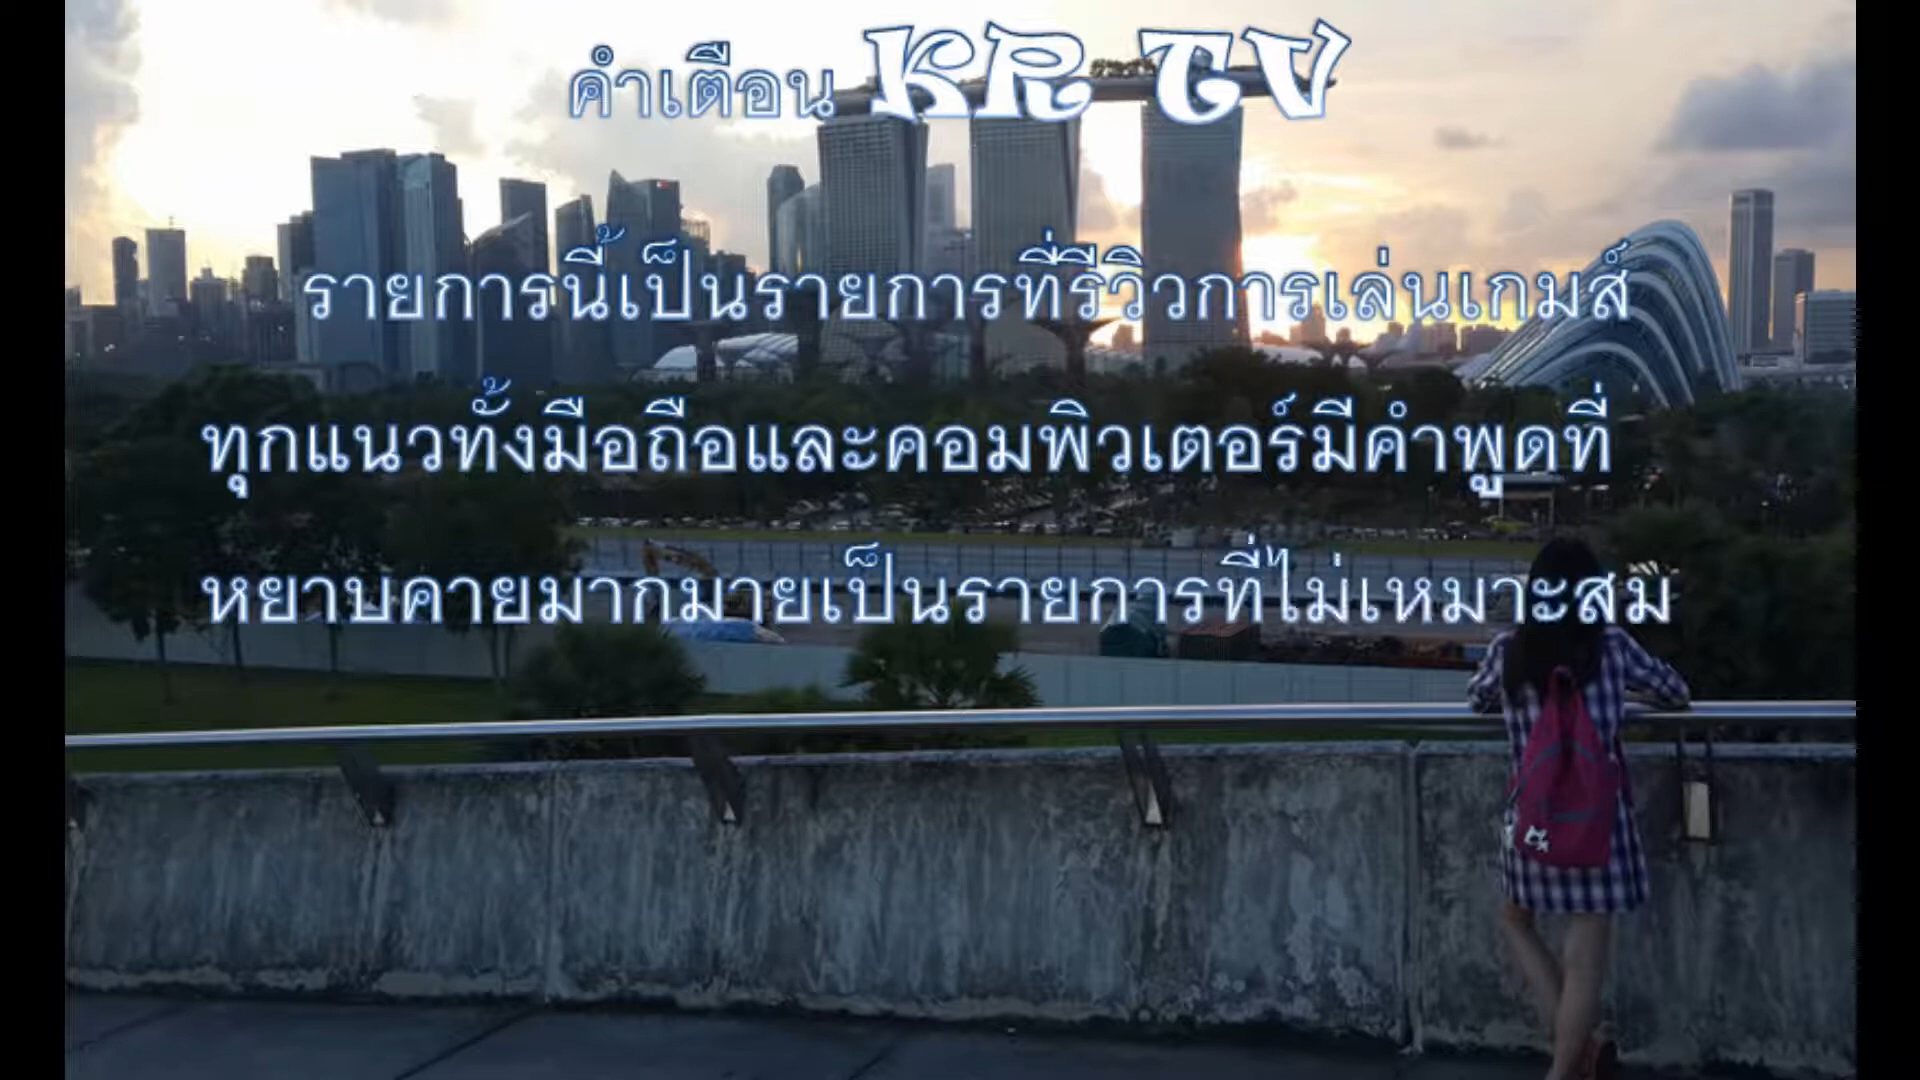 คำเตือน KR TV
รายการนี้เป็นรายการที่รีวิวการเล่นเกมส์
ทุกแนวทั้งมือถือและคอมพิวเตอร์มีคำพูดที่
หยาบคายมากมายเป็นรายการที่ไม่เหมาะสม